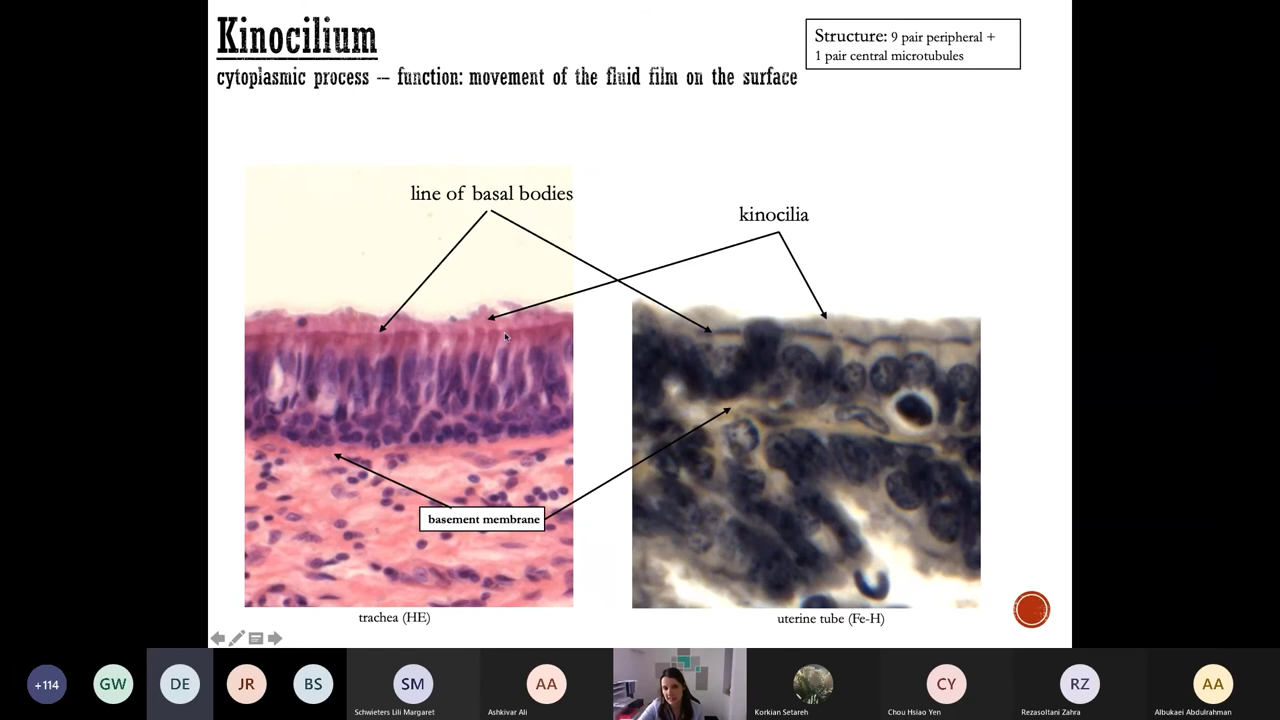 Kinocilium
cytoplasmic process – function: movement of the fluid film on the surface
Structure: 9 pair peripheral +
1 pair central microtubules
line of basal bodies
kinocilia
basement membrane
trachea (HE)
uterine tube (Fe-H)
+114
GW
DE
JR
BS
SM
Schwieters Lili Margaret
AA
Ashkivar Ali
Korkian Setareh
CY
Chou Hsiao Yen
RZ
Rezasoltani Zahra
AA
Albukaei Abdulrahman